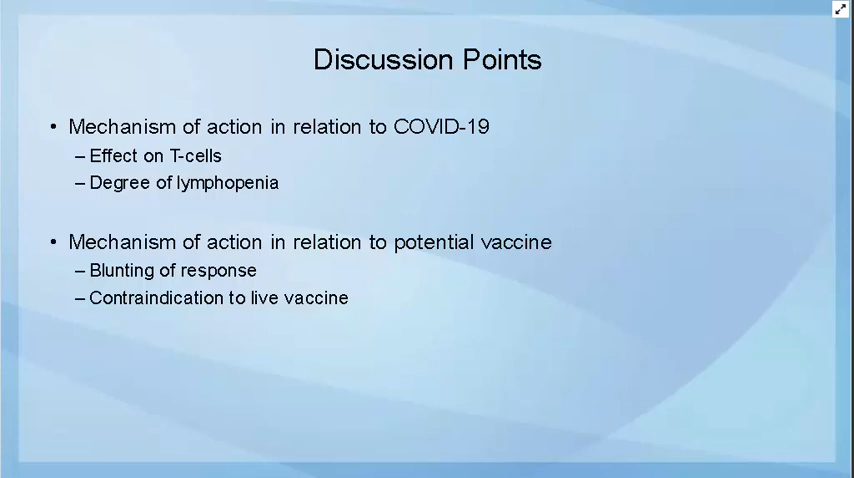 Discussion Points
• Mechanism of action in relation to COVID-19
– Effect on T-cells
– Degree of lymphopenia
• Mechanism of action in relation to potential vaccine
– Blunting of response
– Contraindication to live vaccine